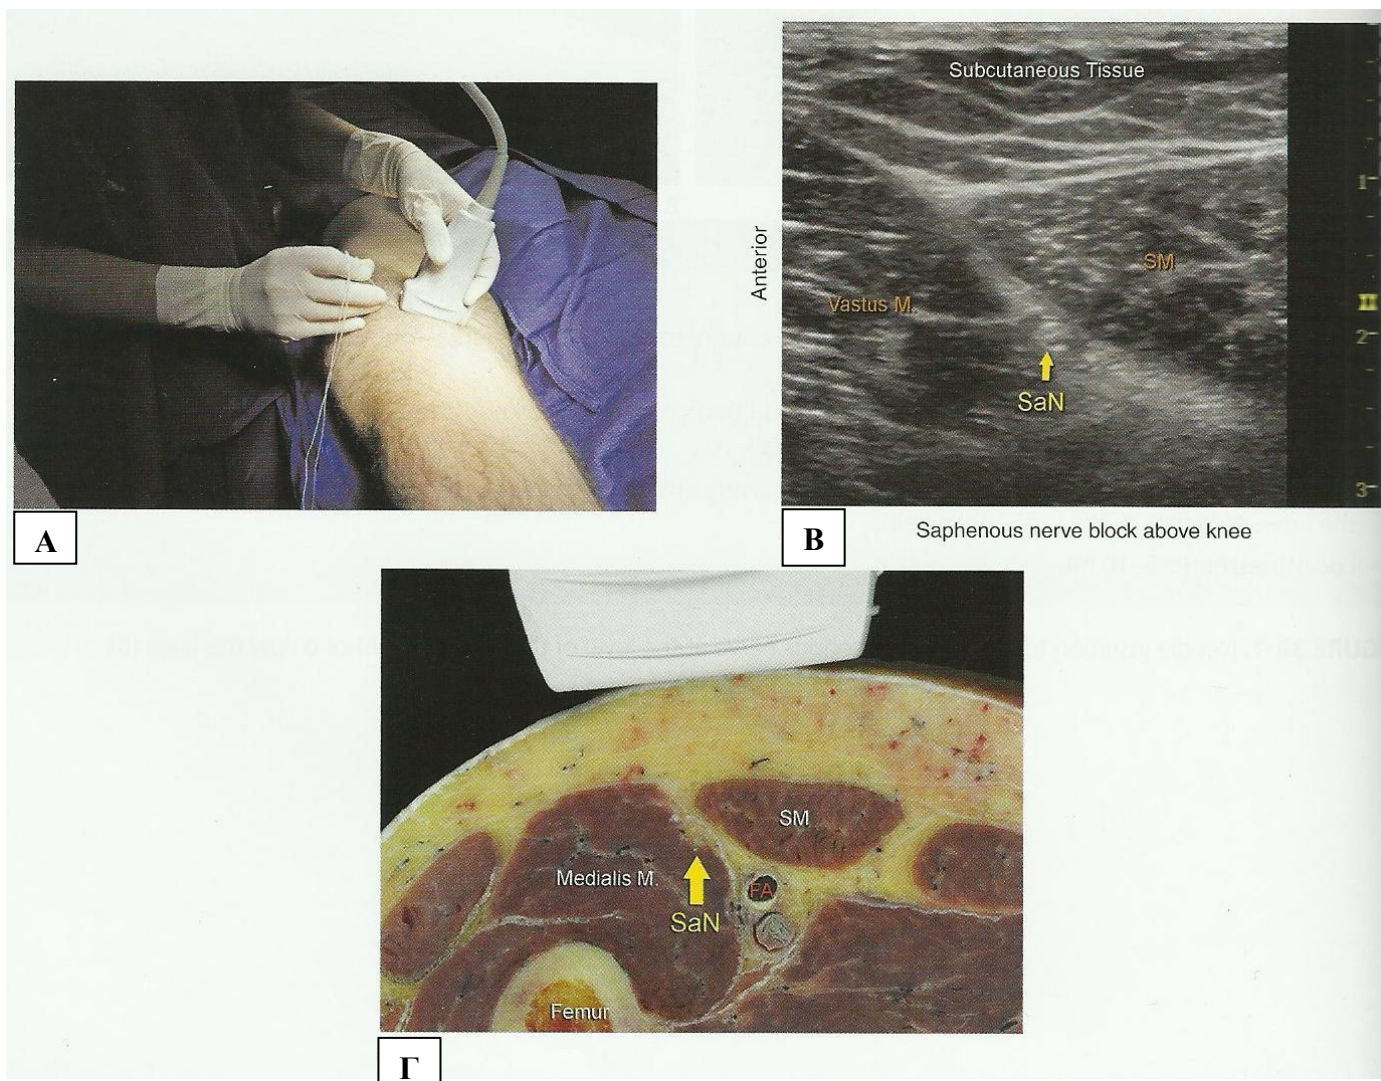 Subcutaneous Tissue
1
Anterior
SM
Vastus M.
2
SaN
3
A
B
Saphenous nerve block above knee
SM
Medialis M.
FA
SaN
Femur
Γ